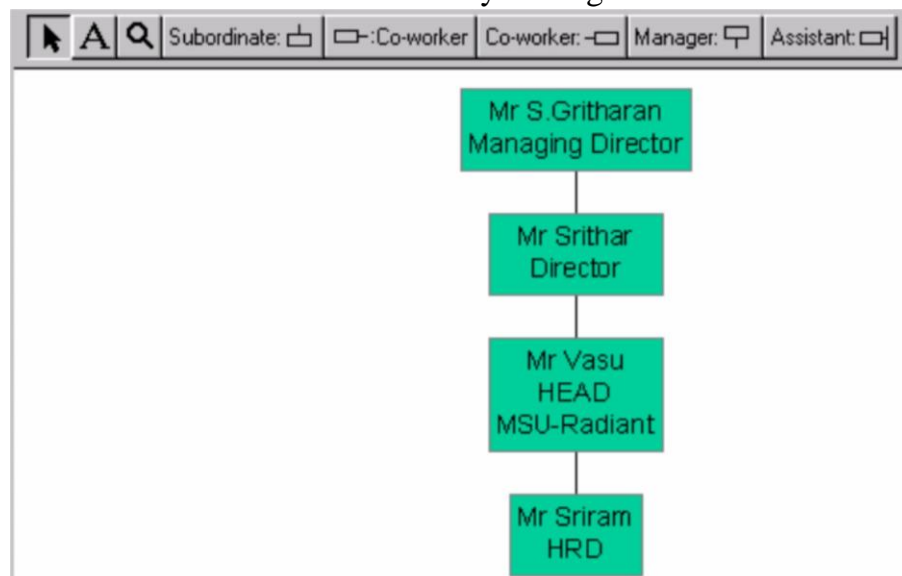 A Subordinate: :Co-worker Co-worker: Manager: Assistant:
Mr S.Gritharan
Managing Director
Mr Srithar
Director
Mr Vasu
HEAD
MSU-Radiant
Mr Sriram
HRD